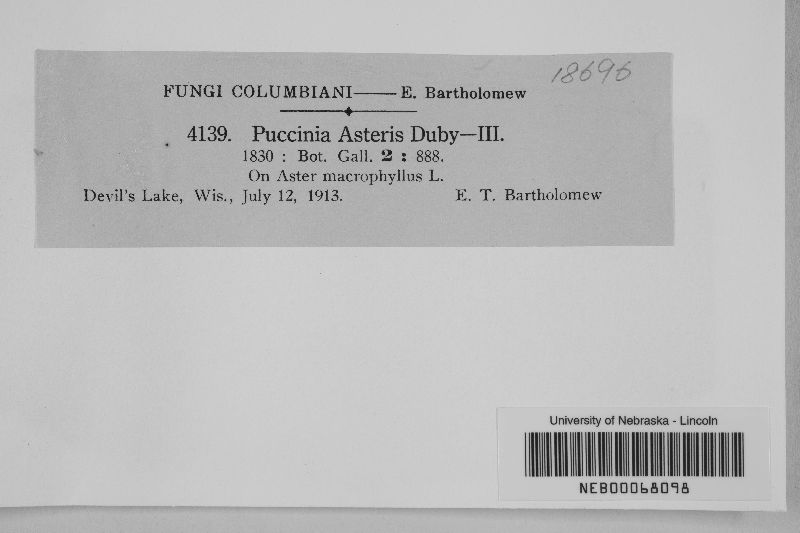 18696
FUNGI COLUMBIANI—E. Bartholomew
4139. Puccinia Asteris Duby—III.
1830 : Bot. Gall. 2 : 888.
On Aster macrophyllus L.
Devil's Lake, Wis., July 12, 1913. E. T. Bartholomew
University of Nebraska - Lincoln
NEB00068098